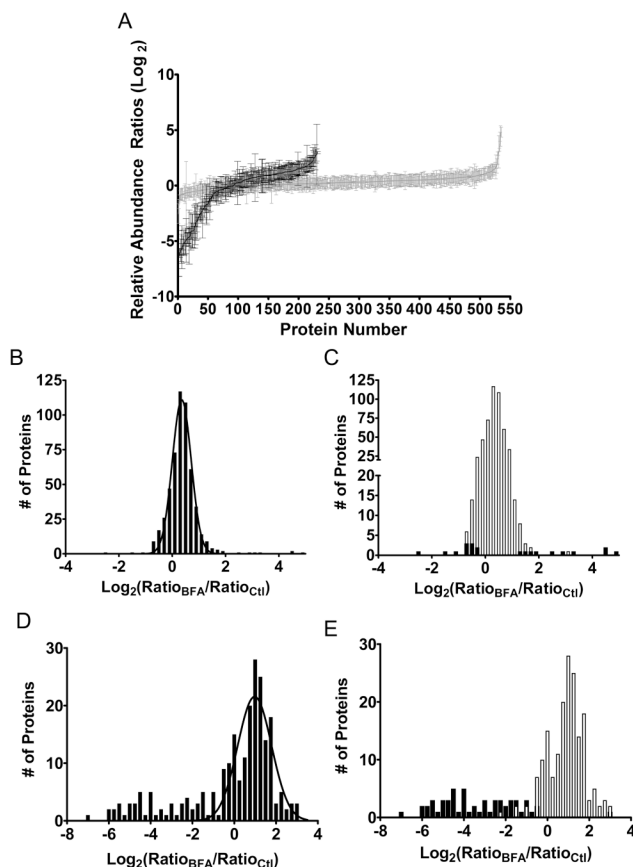 A
Relative Abundance Ratios (Log 2)
10
5
0
-5
-10
0 50 100 150 200 250 300 350 400 450 500 550
Protein Number
B
# of Proteins
125
100
75
50
25
0
-4 -2 0 2 4
Log2(RatioBFA/RatioCtl)
C
# of Proteins
125
100
75
50
25
20
15
10
5
0
-4 -2 0 2 4
Log2(RatioBFA/RatioCtl)
D
# of Proteins
30
20
10
0
-8 -6 -4 -2 0 2 4
Log2(RatioBFA/RatioCtl)
E
# of Proteins
30
20
10
0
-8 -6 -4 -2 0 2 4
Log2(RatioBFA/RatioCtl)